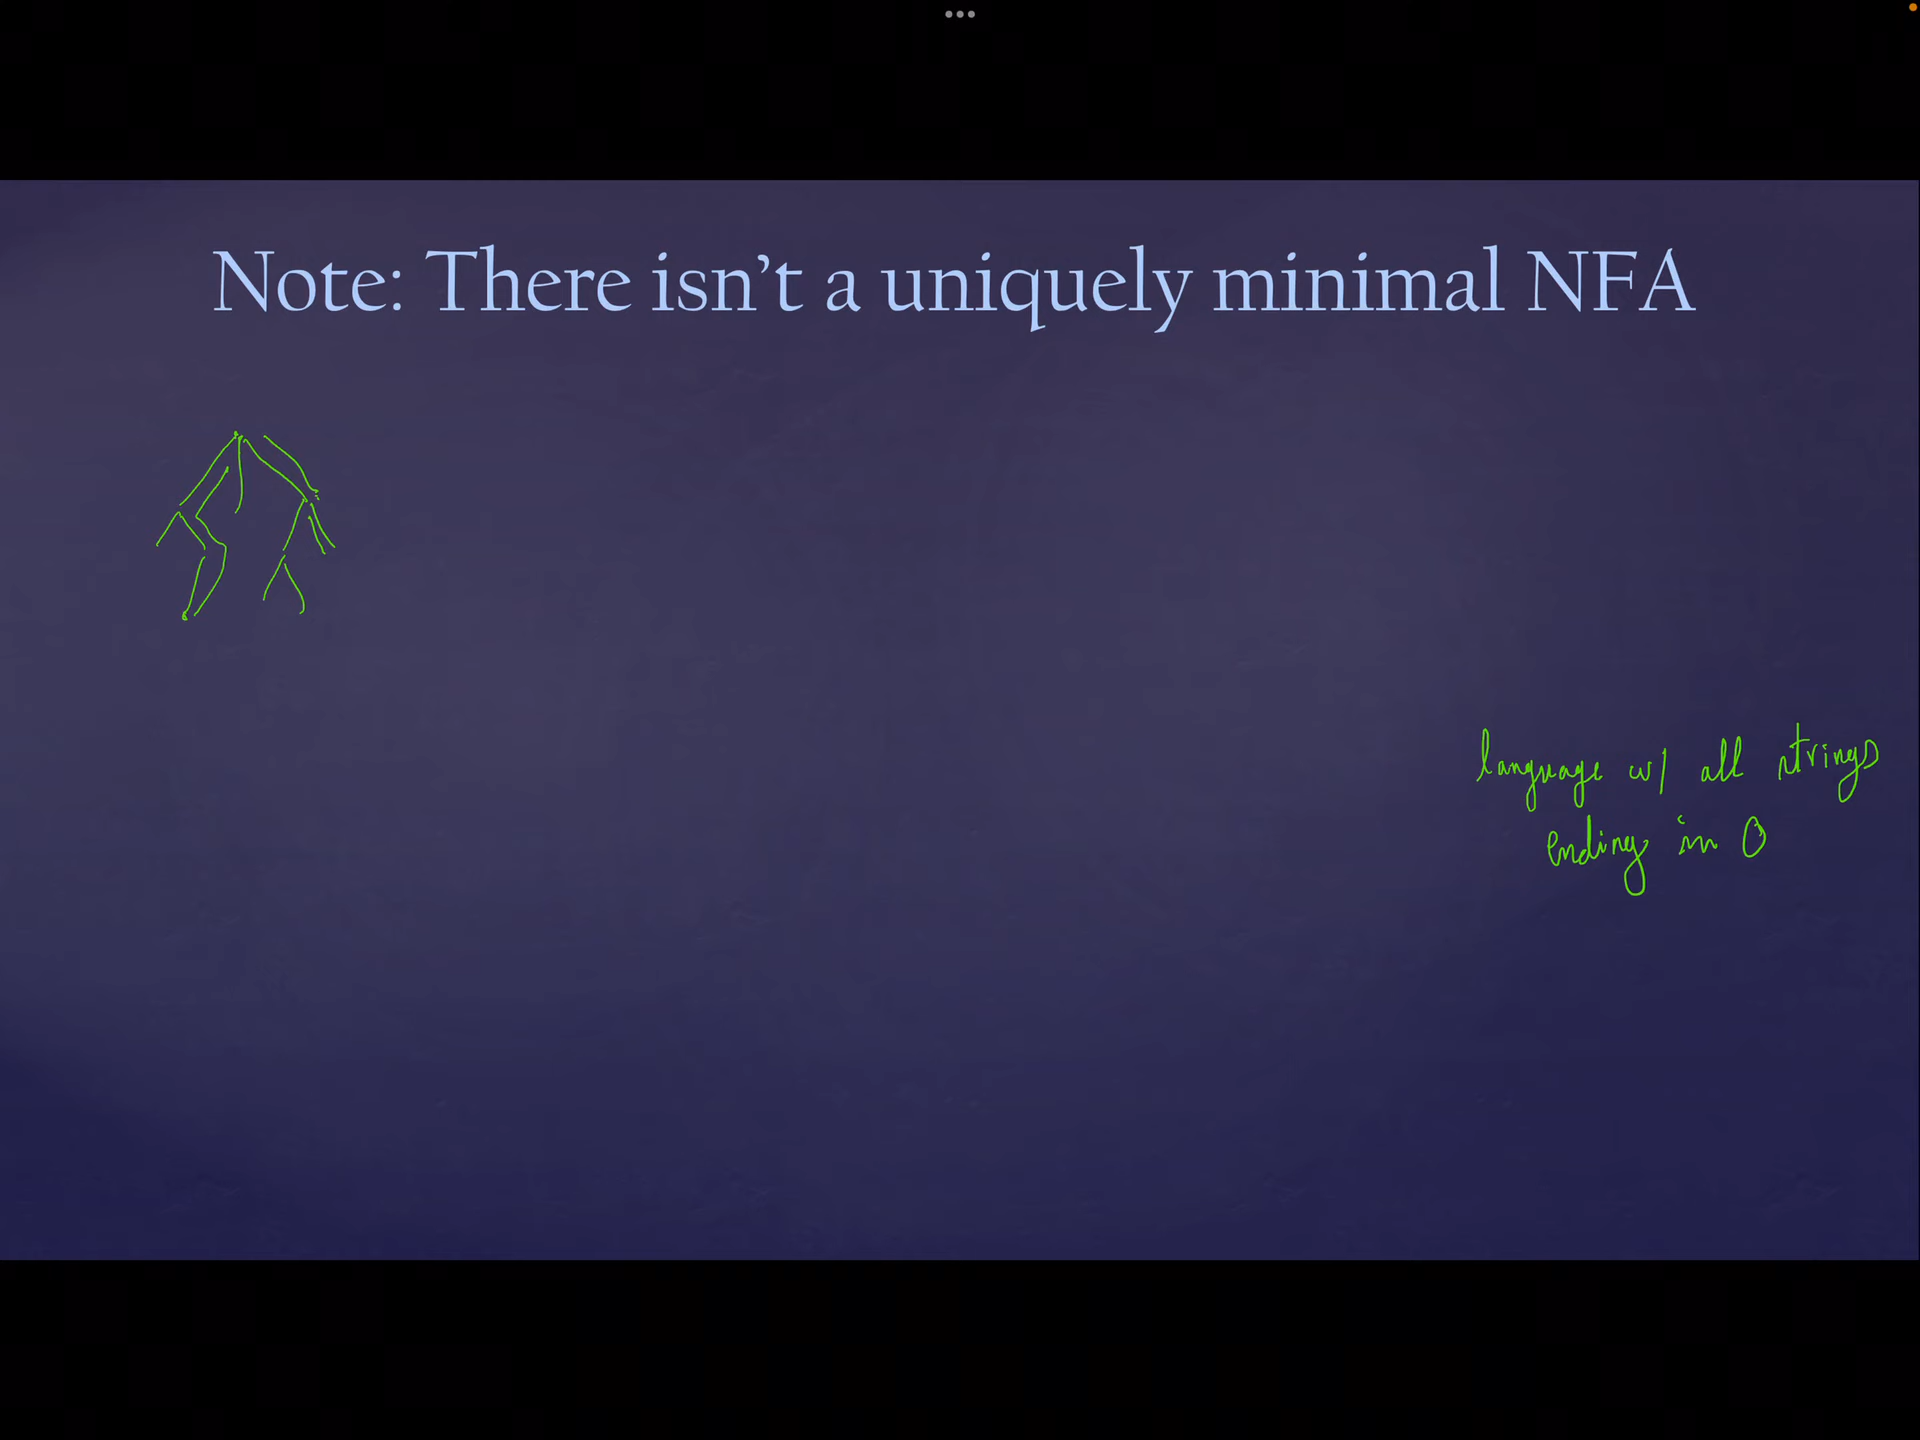 Note: There isn't a uniquely minimal NFA
language w/ all strings
ending in 0